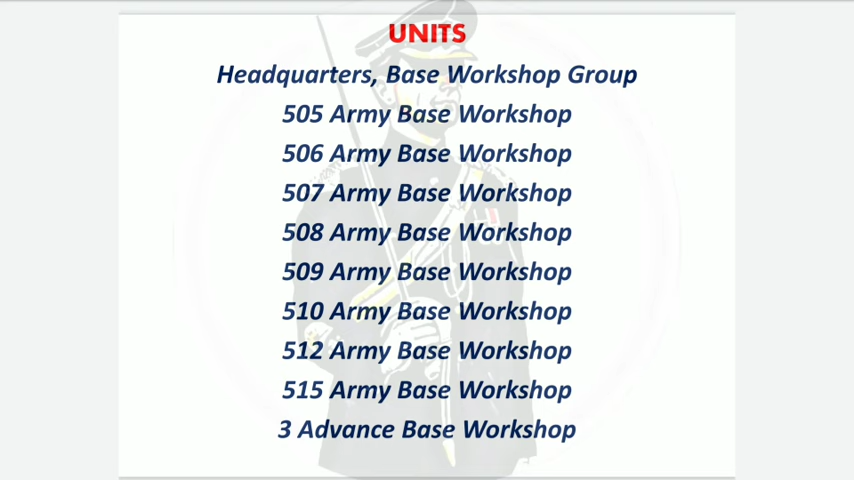 UNITS
Headquarters, Base Workshop Group
505 Army Base Workshop
506 Army Base Workshop
507 Army Base Workshop
508 Army Base Workshop
509 Army Base Workshop
510 Army Base Workshop
512 Army Base Workshop
515 Army Base Workshop
3 Advance Base Workshop